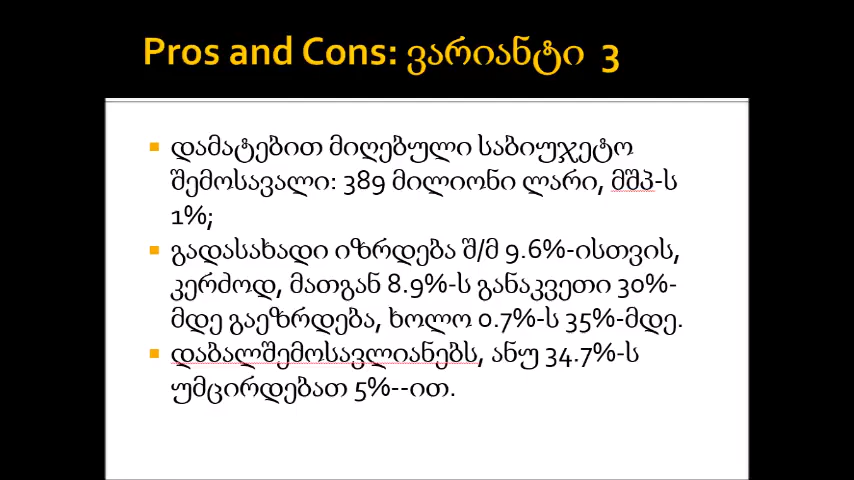 Pros and Cons: ვარიანტი 3
▪ დამატებით მიღებული საბიუჯეტო
შემოსავალი: 389 მილიონი ლარი, მშპ-ს
1%;
▪ გადასახადი იზრდება შ/მ 9.6%-ისთვის,
კერძოდ, მათგან 8.9%-ს განაკვეთი 30%-
მდე გაეზრდება, ხოლო 0.7%-ს 35%-მდე.
▪ დაბალშემოსავლიანებს, ანუ 34.7%-ს
უმცირდებათ 5%--ით.